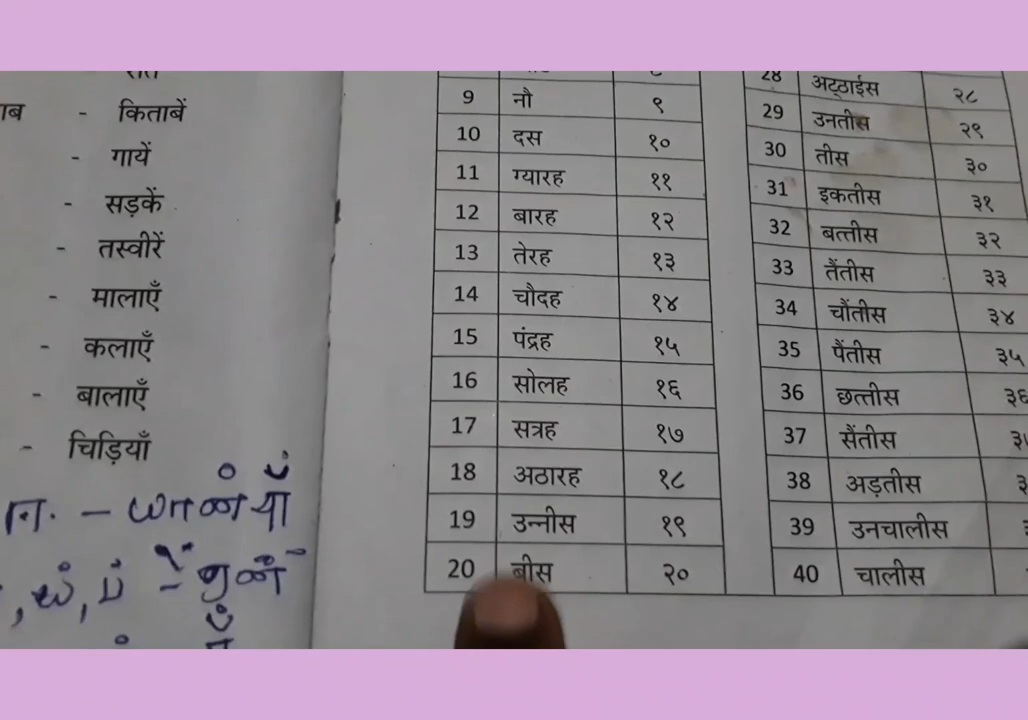 किताबें
गायें
सड़कें
तस्वीरें
मालाएँ
कलाएँ
बालाएँ
चिड़ियाँ
9 नौ ९
10 दस १०
11 ग्यारह ११
12 बारह १२
13 तेरह १३
14 चौदह १४
15 पंद्रह १५
16 सोलह १६
17 सत्रह १७
18 अठारह १८
19 उन्नीस १९
20 बीस २०
28 अट्ठाईस २८
29 उनतीस २९
30 तीस ३०
31 इकतीस ३१
32 बत्तीस ३२
33 तैंतीस ३३
34 चौंतीस ३४
35 पैंतीस ३५
36 छत्तीस ३६
37 सैंतीस
38 अड़तीस
39 उनचालीस
40 चालीस